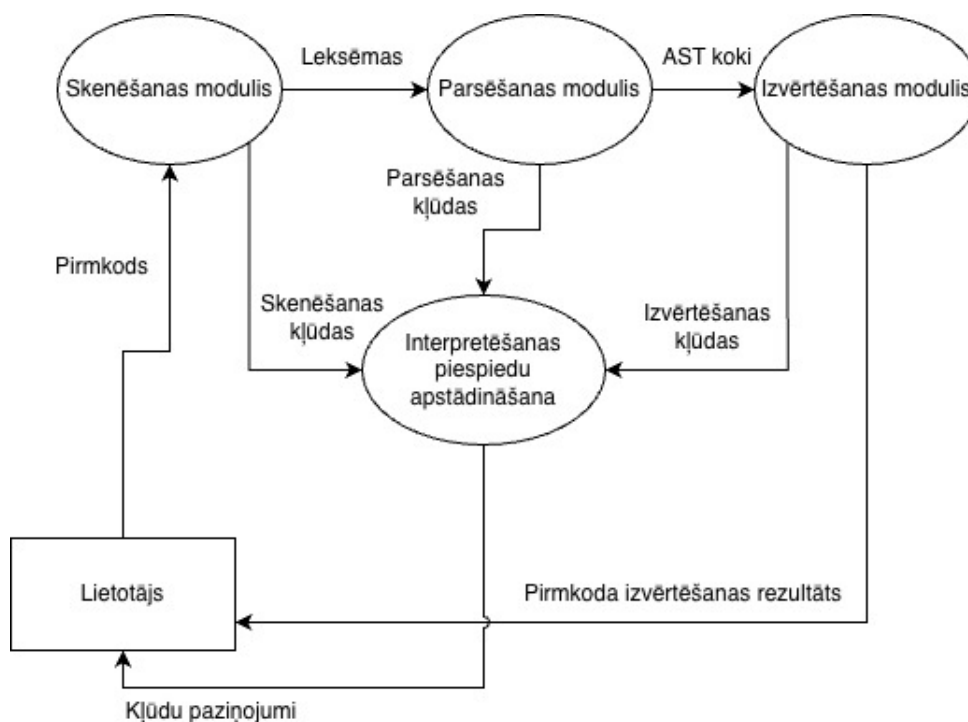 Leksēmas
AST koki
Skenēšanas modulis
Parsēšanas modulis
Izvērtēšanas modulis
Parsēšanas
kļūdas
Pirmkods
Skenēšanas
kļūdas
Izvērtēšanas
kļūdas
Interpretēšanas
piespiedu
apstādināšana
Lietotājs
Pirmkoda izvērtēšanas rezultāts
Kļūdu paziņojumi